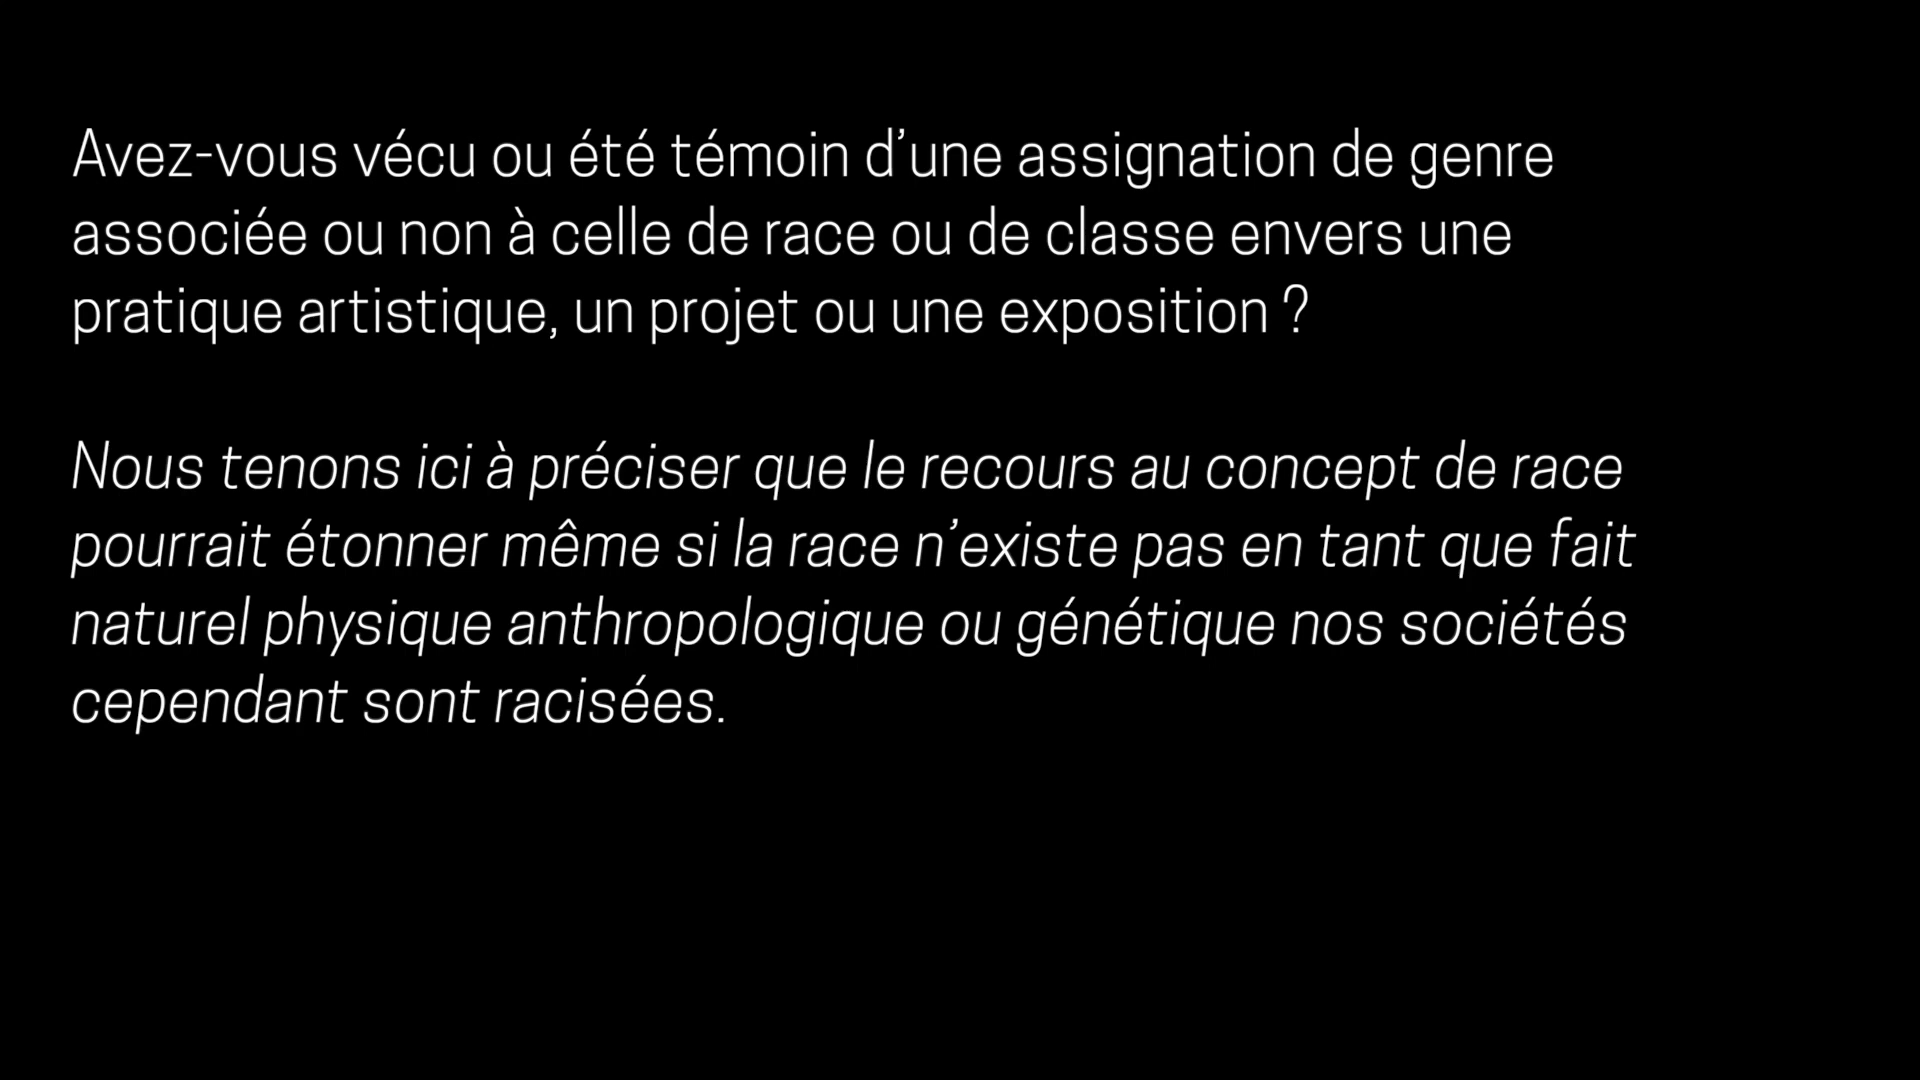 Avez-vous vécu ou été témoin d’une assignation de genre
associée ou non à celle de race ou de classe envers une
pratique artistique, un projet ou une exposition ?
Nous tenons ici à préciser que le recours au concept de race
pourrait étonner même si la race n’existe pas en tant que fait
naturel physique anthropologique ou génétique nos sociétés
cependant sont racisées.